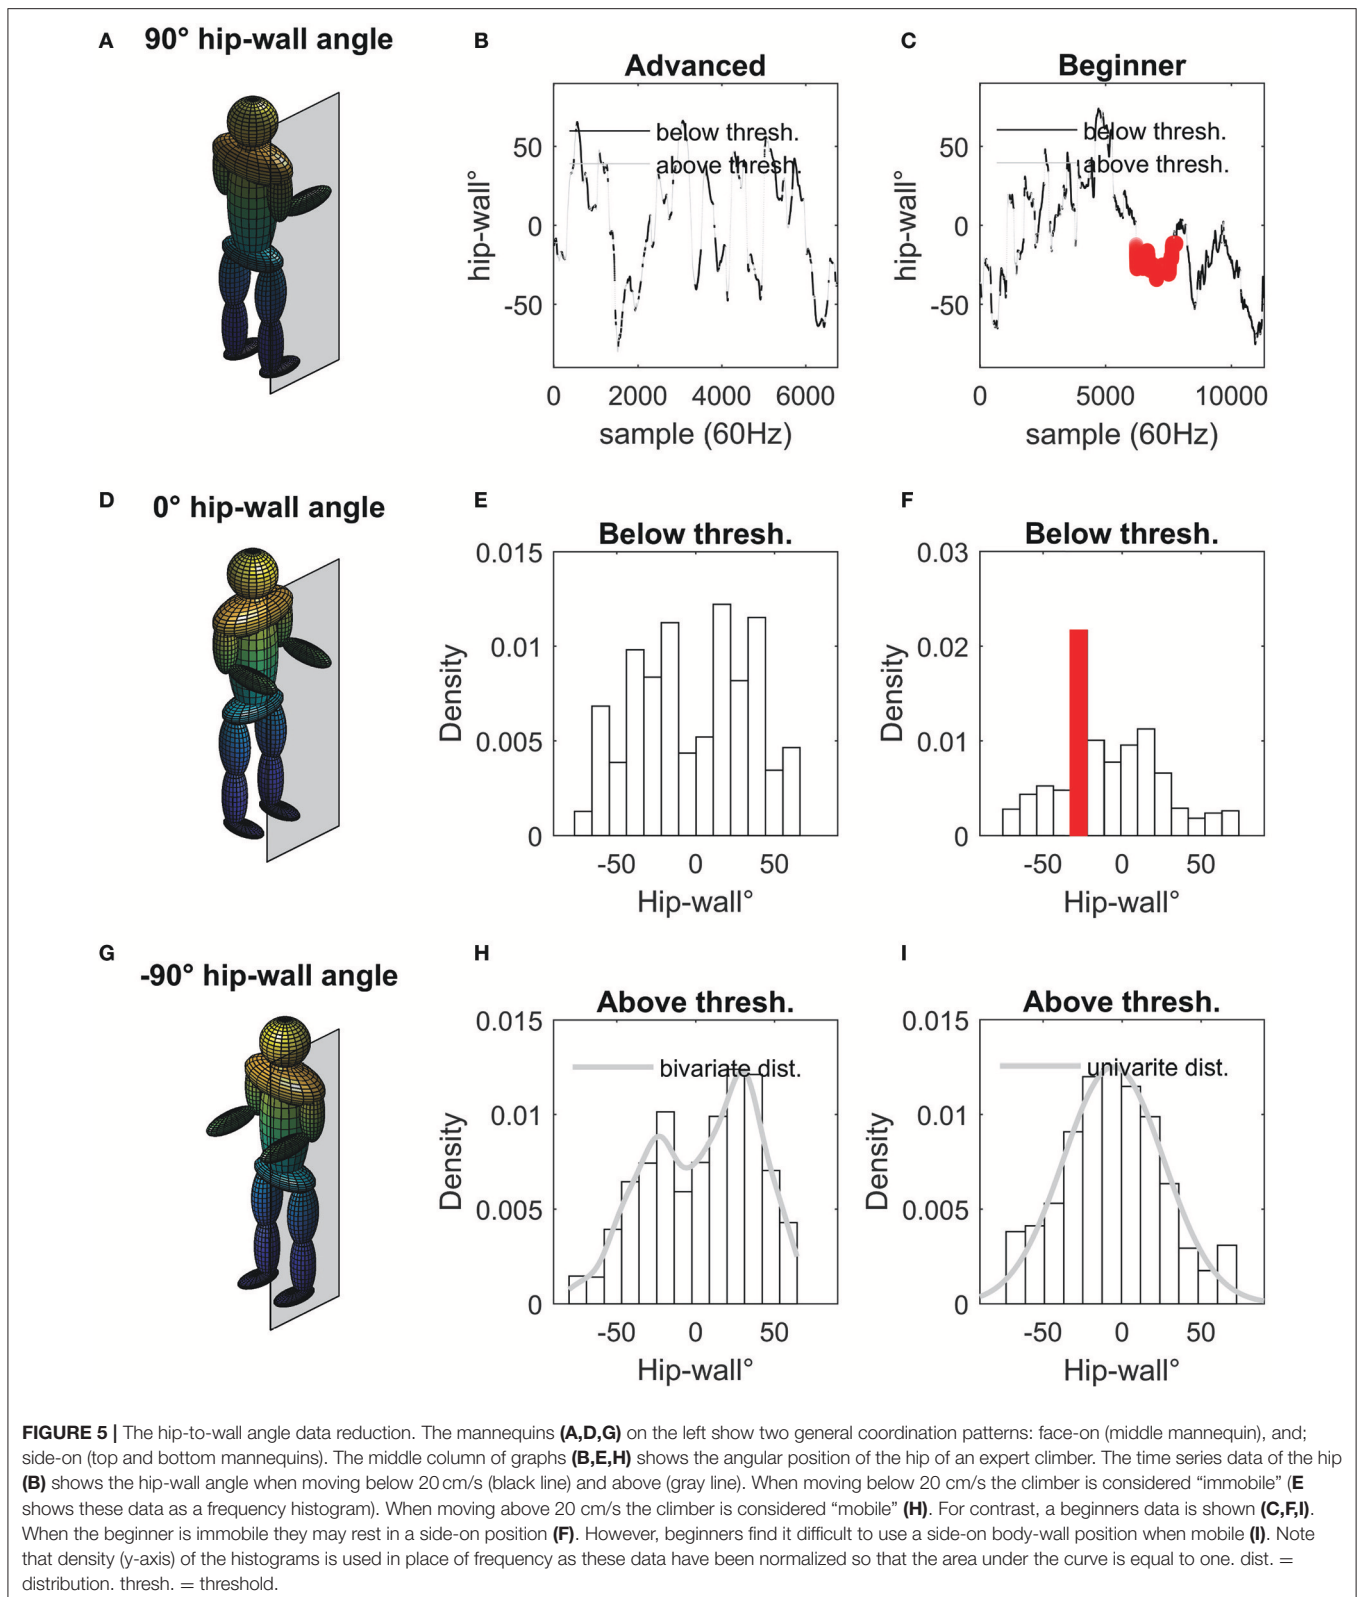 A 90° hip-wall angle
B
Advanced
below thresh.
above thresh.
50
0
-50
hip-wall°
0 2000 4000 6000
sample (60Hz)
C
Beginner
below thresh.
above thresh.
50
0
-50
hip-wall°
0 5000 10000
sample (60Hz)
D 0° hip-wall angle
E
Below thresh.
0.015
0.01
0.005
0
Density
-50 0 50
Hip-wall°
F
Below thresh.
0.03
0.02
0.01
0
Density
-50 0 50
Hip-wall°
G -90° hip-wall angle
H
Above thresh.
bivariate dist.
0.015
0.01
0.005
0
Density
-50 0 50
Hip-wall°
I
Above thresh.
univarite dist.
0.015
0.01
0.005
0
Density
-50 0 50
Hip-wall°
FIGURE 5 | The hip-to-wall angle data reduction. The mannequins (A,D,G) on the left show two general coordination patterns: face-on (middle mannequin), and;
side-on (top and bottom mannequins). The middle column of graphs (B,E,H) shows the angular position of the hip of an expert climber. The time series data of the hip
(B) shows the hip-wall angle when moving below 20 cm/s (black line) and above (gray line). When moving below 20 cm/s the climber is considered “immobile” (E
shows these data as a frequency histogram). When moving above 20 cm/s the climber is considered “mobile” (H). For contrast, a beginners data is shown (C,F,I).
When the beginner is immobile they may rest in a side-on position (F). However, beginners find it difficult to use a side-on body-wall position when mobile (I). Note
that density (y-axis) of the histograms is used in place of frequency as these data have been normalized so that the area under the curve is equal to one. dist. =
distribution. thresh. = threshold.